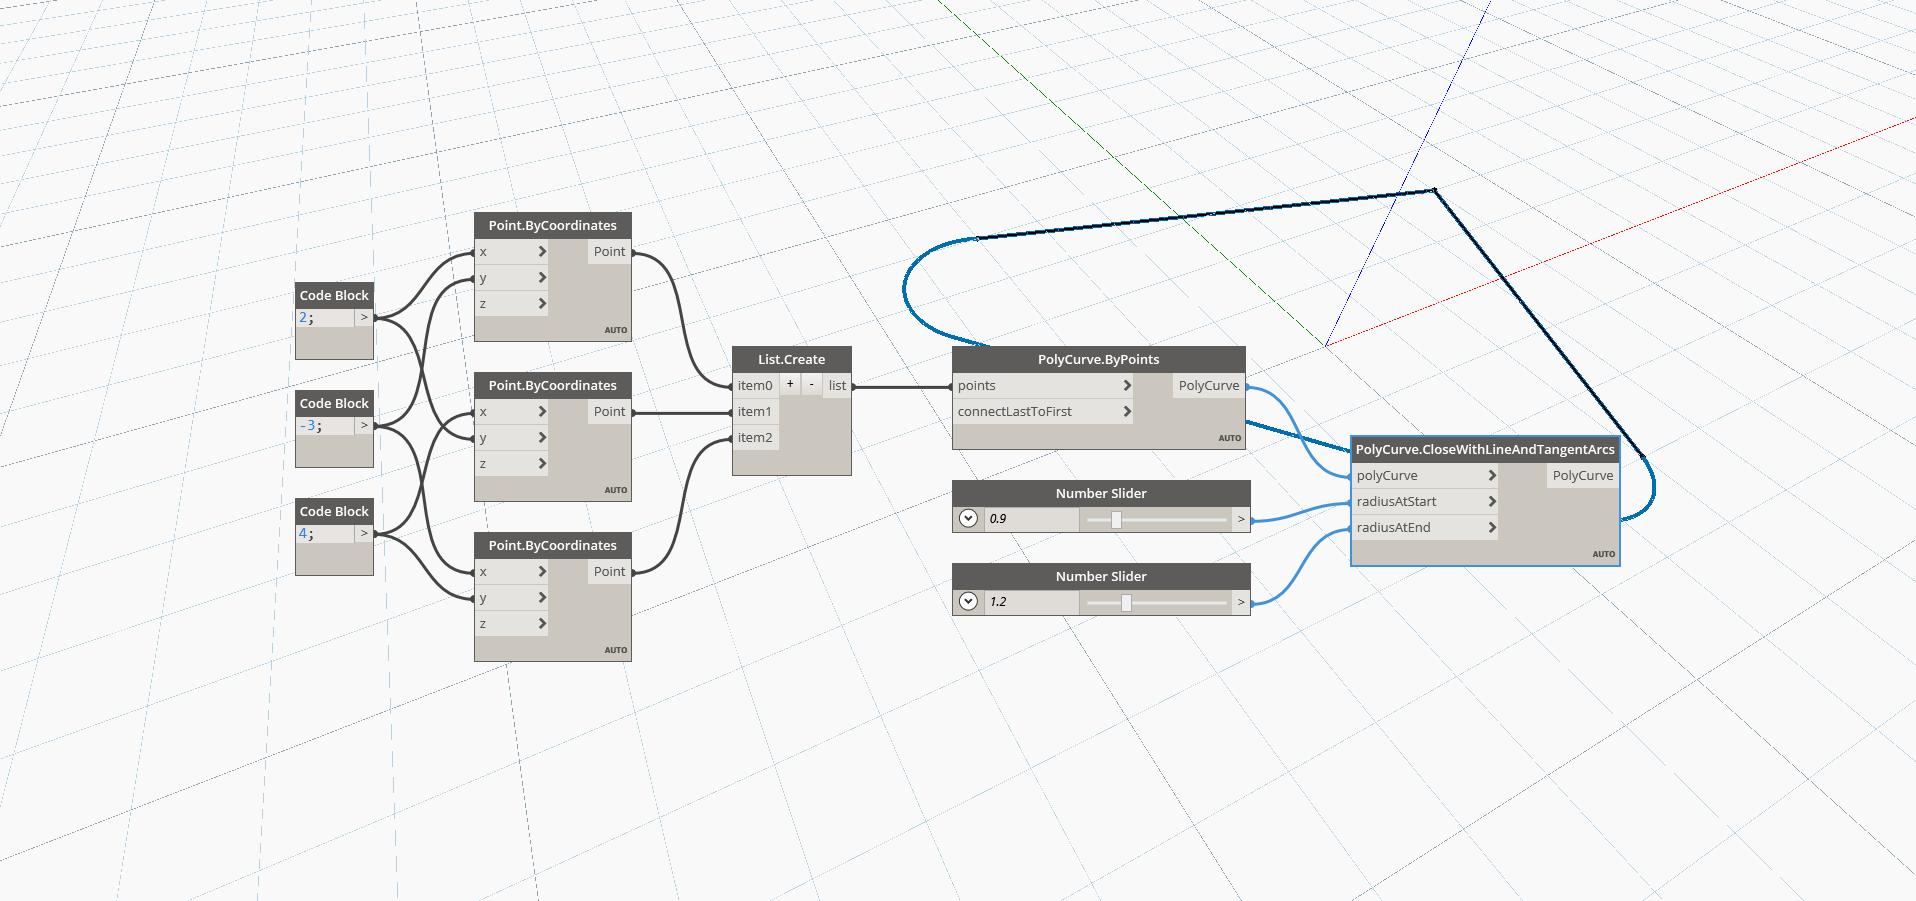 Code Block
2; >
Code Block
-3; >
Code Block
4; >
Point.ByCoordinates
x > Point
y >
z >
AUTO
Point.ByCoordinates
x > Point
y >
z >
AUTO
Point.ByCoordinates
x > Point
y >
z >
AUTO
List.Create
item0 + - list
item1
item2
PolyCurve.ByPoints
points > PolyCurve
connectLastToFirst >
AUTO
Number Slider
0.9 >
Number Slider
1.2 >
PolyCurve.CloseWithLineAndTangentArcs
polyCurve > PolyCurve
radiusAtStart >
radiusAtEnd >
AUTO